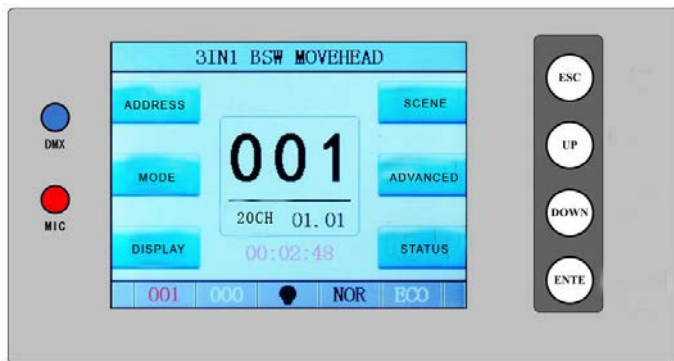 3IN1 BSW MOVEHEAD
ADDRESS
SCENE
001
MODE
ADVANCED
20CH 01.01
DISPLAY
00:02:48
STATUS
001 000 NOR ECO
DMX
MIC
ESC
UP
DOWN
ENTE